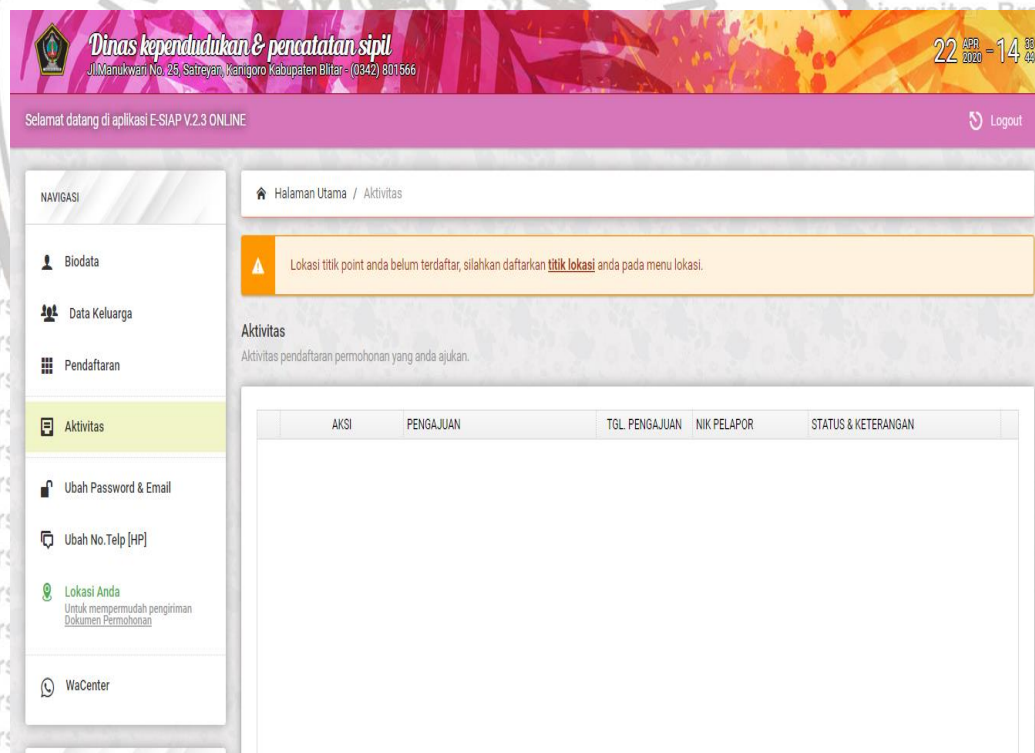 Dinas kependudukan & pencatatan sipil
Jl.Manukwari No. 25, Satreyan, Kanigoro Kabupaten Blitar - (0342) 801566
22 APR 2020 - 14 33 44
Selamat datang di aplikasi E-SIAP V.2.3 ONLINE
Logout
NAVIGASI
Biodata
Data Keluarga
Pendaftaran
Aktivitas
Ubah Password & Email
Ubah No.Telp [HP]
Lokasi Anda
Untuk mempermudah pengiriman
Dokumen Permohonan
WaCenter
Halaman Utama / Aktivitas
Lokasi titik point anda belum terdaftar, silahkan daftarkan titik lokasi anda pada menu lokasi.
Aktivitas
Aktivitas pendaftaran permohonan yang anda ajukan.
AKSI PENGAJUAN TGL. PENGAJUAN NIK PELAPOR STATUS & KETERANGAN